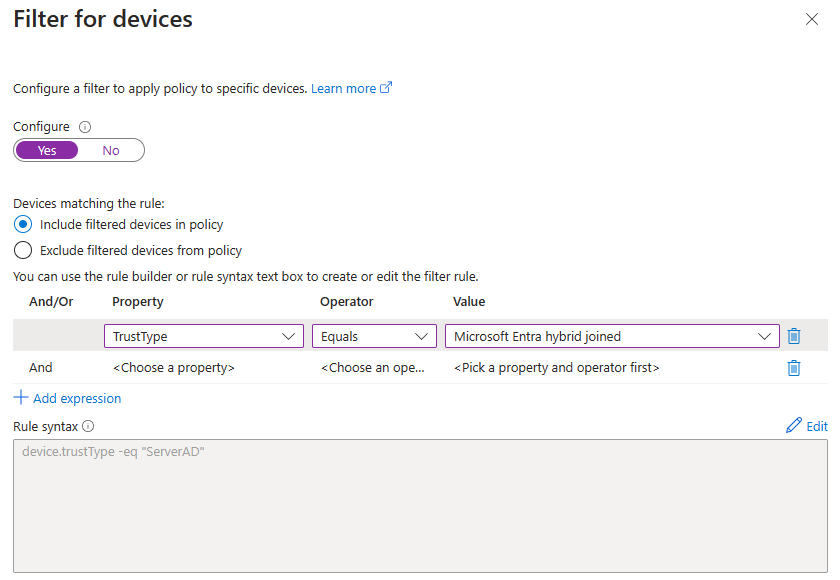 Filter for devices
Configure a filter to apply policy to specific devices. Learn more
Configure
Yes No
Devices matching the rule:
Include filtered devices in policy
Exclude filtered devices from policy
You can use the rule builder or rule syntax text box to create or edit the filter rule.
And/Or Property Operator Value
TrustType Equals Microsoft Entra hybrid joined
And <Choose a property> <Choose an ope... <Pick a property and operator first>
Add expression
Rule syntax Edit
device.trustType -eq "ServerAD"